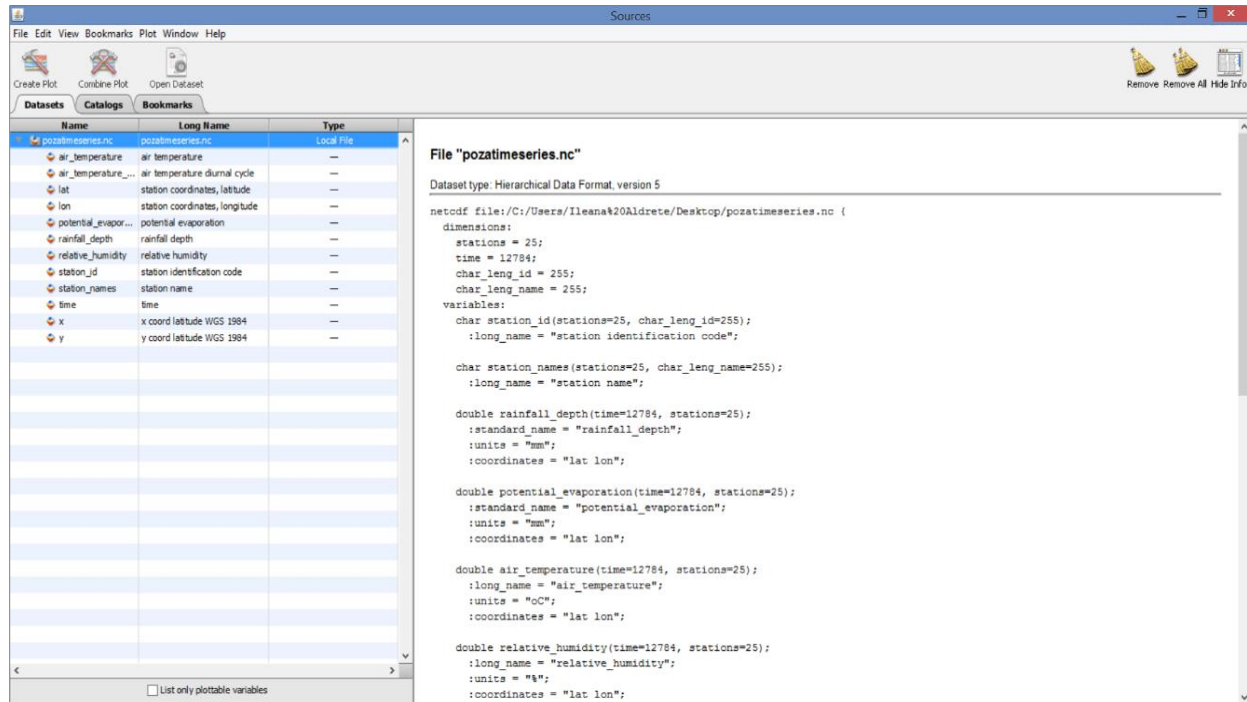 Sources
File Edit View Bookmarks Plot Window Help
Create Plot Combine Plot Open Dataset
Remove Remove All Hide Info
Datasets Catalogs Bookmarks
Name Long Name Type
pozatimeseries.nc pozatimeseries.nc Local File
air_temperature air temperature —
air_temperature_... air temperature diurnal cycle —
lat station coordinates, latitude —
lon station coordinates, longitude —
potential_evapor... potential evaporation —
rainfall_depth rainfall depth —
relative_humidity relative humidity —
station_id station identification code —
station_names station name —
time time —
x x coord latitude WGS 1984 —
y y coord latitude WGS 1984 —
List only plottable variables
File "pozatimeseries.nc"
Dataset type: Hierarchical Data Format, version 5
netcdf file:/C:/Users/Ileana%20Aldrete/Desktop/pozatimeseries.nc {
dimensions:
stations = 25;
time = 12784;
char_leng_id = 255;
char_leng_name = 255;
variables:
char station_id(stations=25, char_leng_id=255);
:long_name = "station identification code";
char station_names(stations=25, char_leng_name=255);
:long_name = "station name";
double rainfall_depth(time=12784, stations=25);
:standard_name = "rainfall_depth";
:units = "mm";
:coordinates = "lat lon";
double potential_evaporation(time=12784, stations=25);
:standard_name = "potential_evaporation";
:units = "mm";
:coordinates = "lat lon";
double air_temperature(time=12784, stations=25);
:long_name = "air_temperature";
:units = "oC";
:coordinates = "lat lon";
double relative_humidity(time=12784, stations=25);
:long_name = "relative_humidity";
:units = "%";
:coordinates = "lat lon";